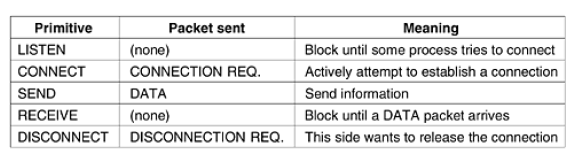 Primitive Packet sent Meaning
LISTEN (none) Block until some process tries to connect
CONNECT CONNECTION REQ. Actively attempt to establish a connection
SEND DATA Send information
RECEIVE (none) Block until a DATA packet arrives
DISCONNECT DISCONNECTION REQ. This side wants to release the connection